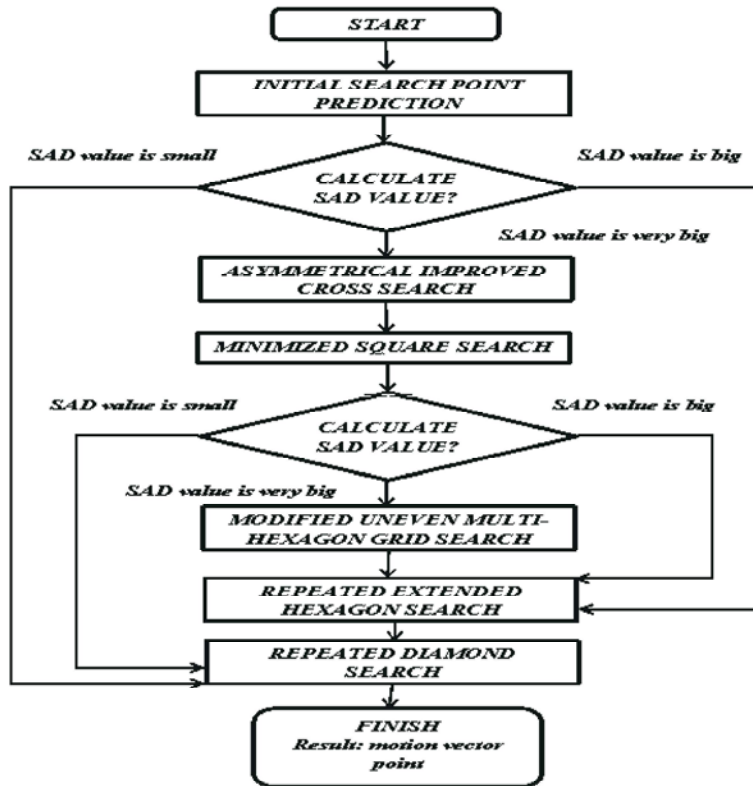 START
INITIAL SEARCH POINT
PREDICTION
SAD value is small
SAD value is big
CALCULATE
SAD VALUE?
SAD value is very big
ASYMMETRICAL IMPROVED
CROSS SEARCH
MINIMIZED SQUARE SEARCH
SAD value is small
SAD value is big
CALCULATE
SAD VALUE?
SAD value is very big
MODIFIED UNEVEN MULTI-
HEXAGON GRID SEARCH
REPEATED EXTENDED
HEXAGON SEARCH
REPEATED DIAMOND
SEARCH
FINISH
Result: motion vector
point